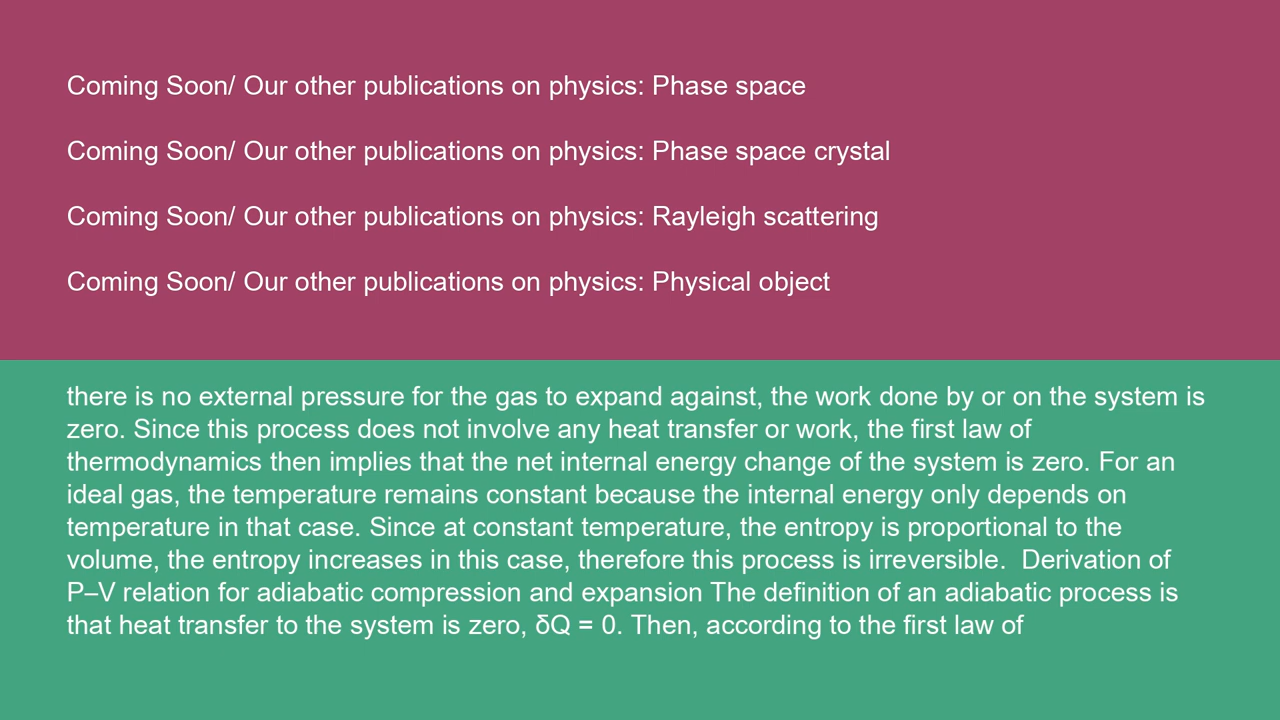 Coming Soon/ Our other publications on physics: Phase space
Coming Soon/ Our other publications on physics: Phase space crystal
Coming Soon/ Our other publications on physics: Rayleigh scattering
Coming Soon/ Our other publications on physics: Physical object
there is no external pressure for the gas to expand against, the work done by or on the system is
zero. Since this process does not involve any heat transfer or work, the first law of
thermodynamics then implies that the net internal energy change of the system is zero. For an
ideal gas, the temperature remains constant because the internal energy only depends on
temperature in that case. Since at constant temperature, the entropy is proportional to the
volume, the entropy increases in this case, therefore this process is irreversible.  Derivation of
P–V relation for adiabatic compression and expansion The definition of an adiabatic process is
that heat transfer to the system is zero, δQ = 0. Then, according to the first law of